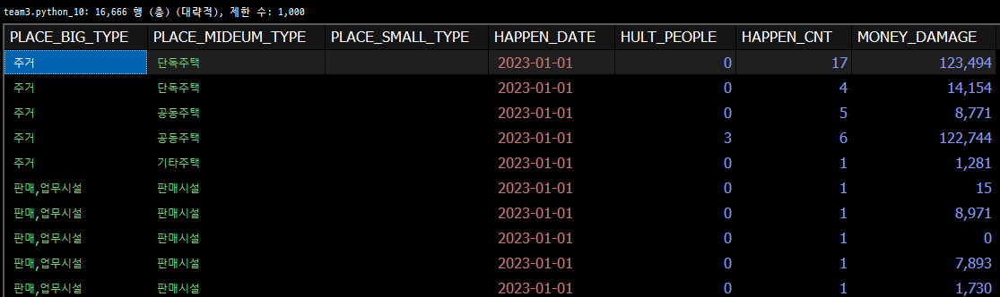 team3.python_10: 16,666 행 (총) (대략적), 제한 수: 1,000
PLACE_BIG_TYPE PLACE_MIDEUM_TYPE PLACE_SMALL_TYPE HAPPEN_DATE HULT_PEOPLE HAPPEN_CNT MONEY_DAMAGE
주거 단독주택 2023-01-01 0 17 123,494
주거 단독주택 2023-01-01 0 4 14,154
주거 공동주택 2023-01-01 0 5 8,771
주거 공동주택 2023-01-01 3 6 122,744
주거 기타주택 2023-01-01 0 1 1,281
판매,업무시설 판매시설 2023-01-01 0 1 15
판매,업무시설 판매시설 2023-01-01 0 1 8,971
판매,업무시설 판매시설 2023-01-01 0 1 0
판매,업무시설 판매시설 2023-01-01 0 1 7,893
판매,업무시설 판매시설 2023-01-01 0 1 1,730